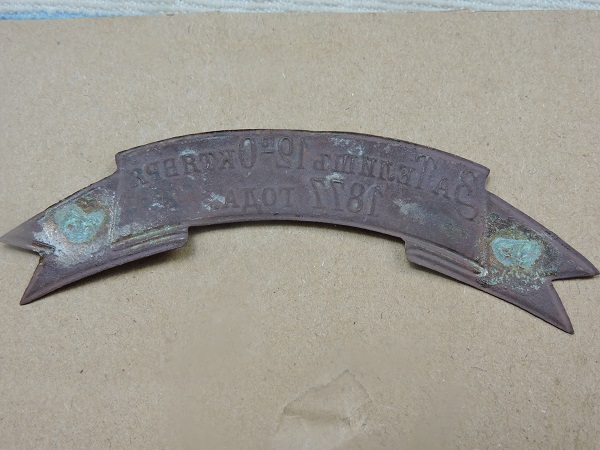 За Телишъ 12го Октября
1877 года.